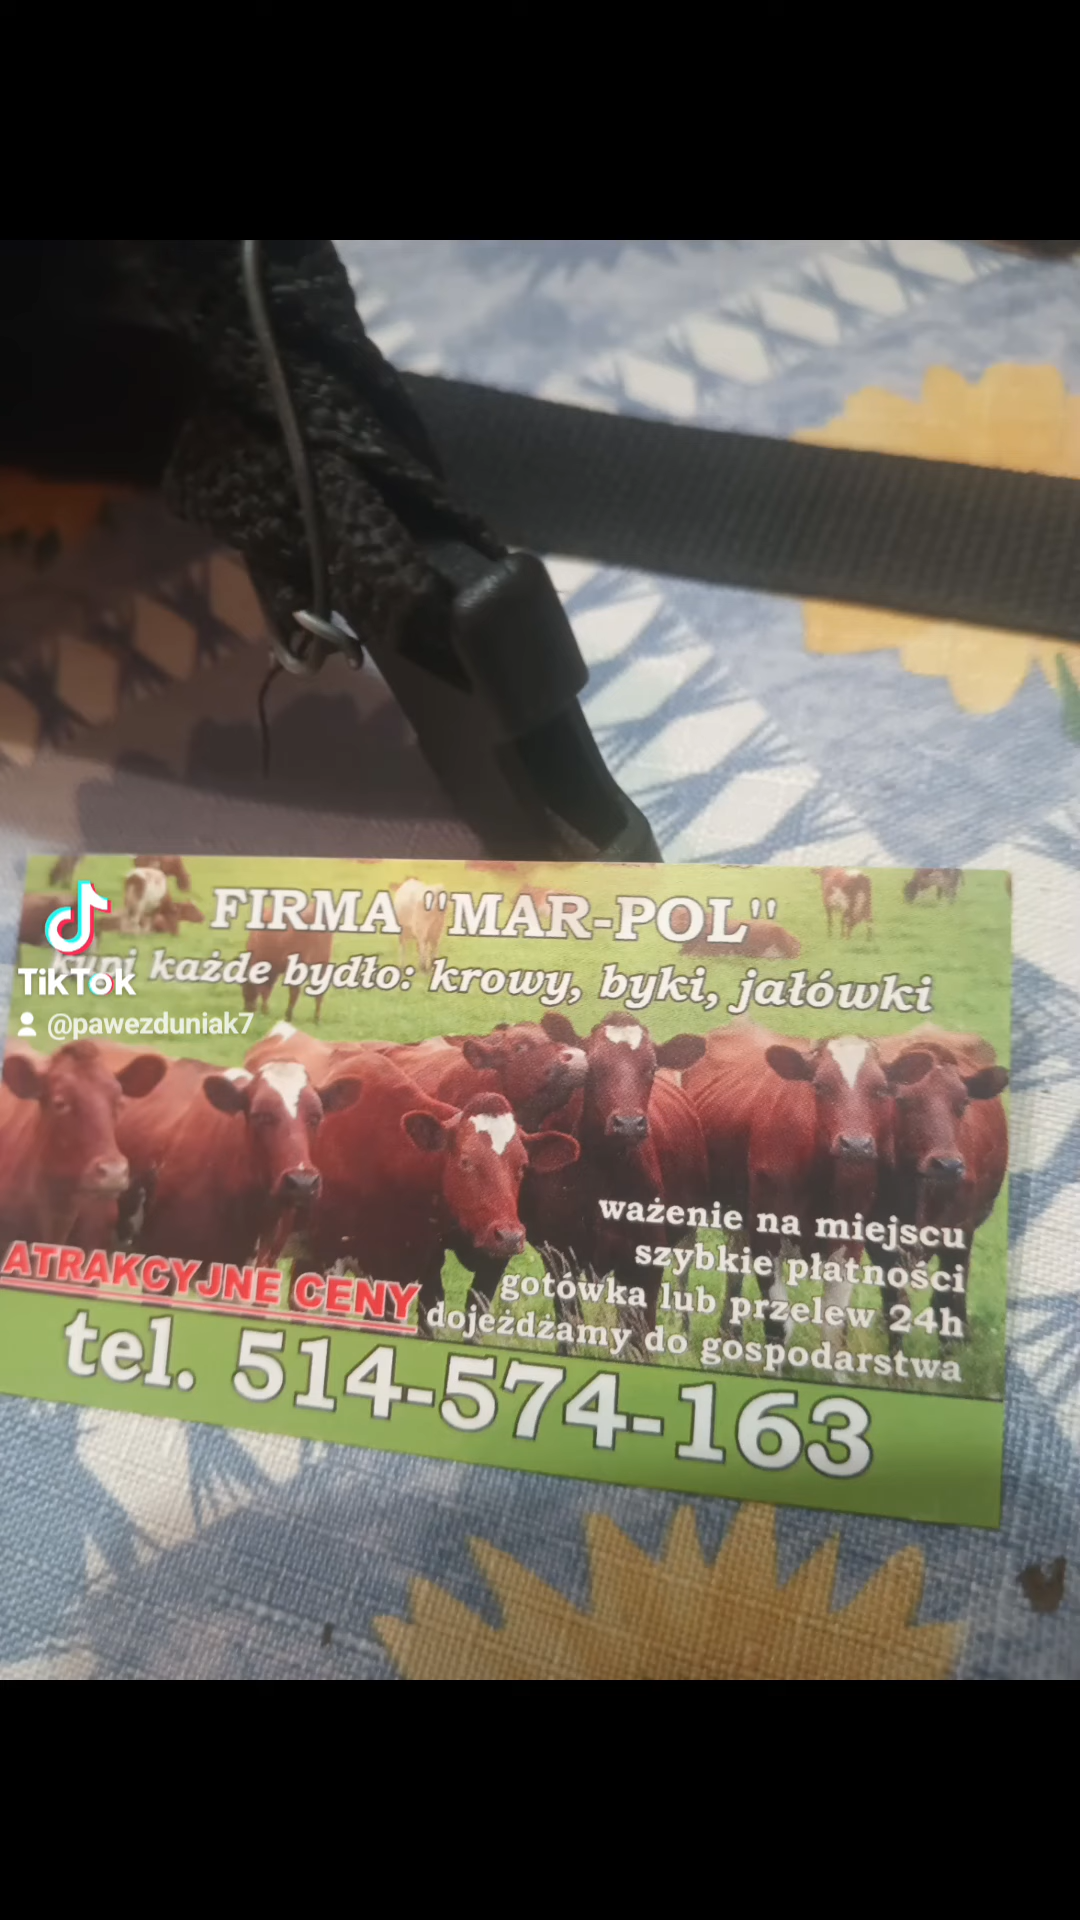 FIRMA "MAR-POL"
kupi każde bydło: krowy, byki, jałówki
TikTok
@pawezduniak7
ważenie na miejscu
szybkie płatności
gotówka lub przelew 24h
dojeżdżamy do gospodarstwa
ATRAKCYJNE CENY
tel. 514-574-163